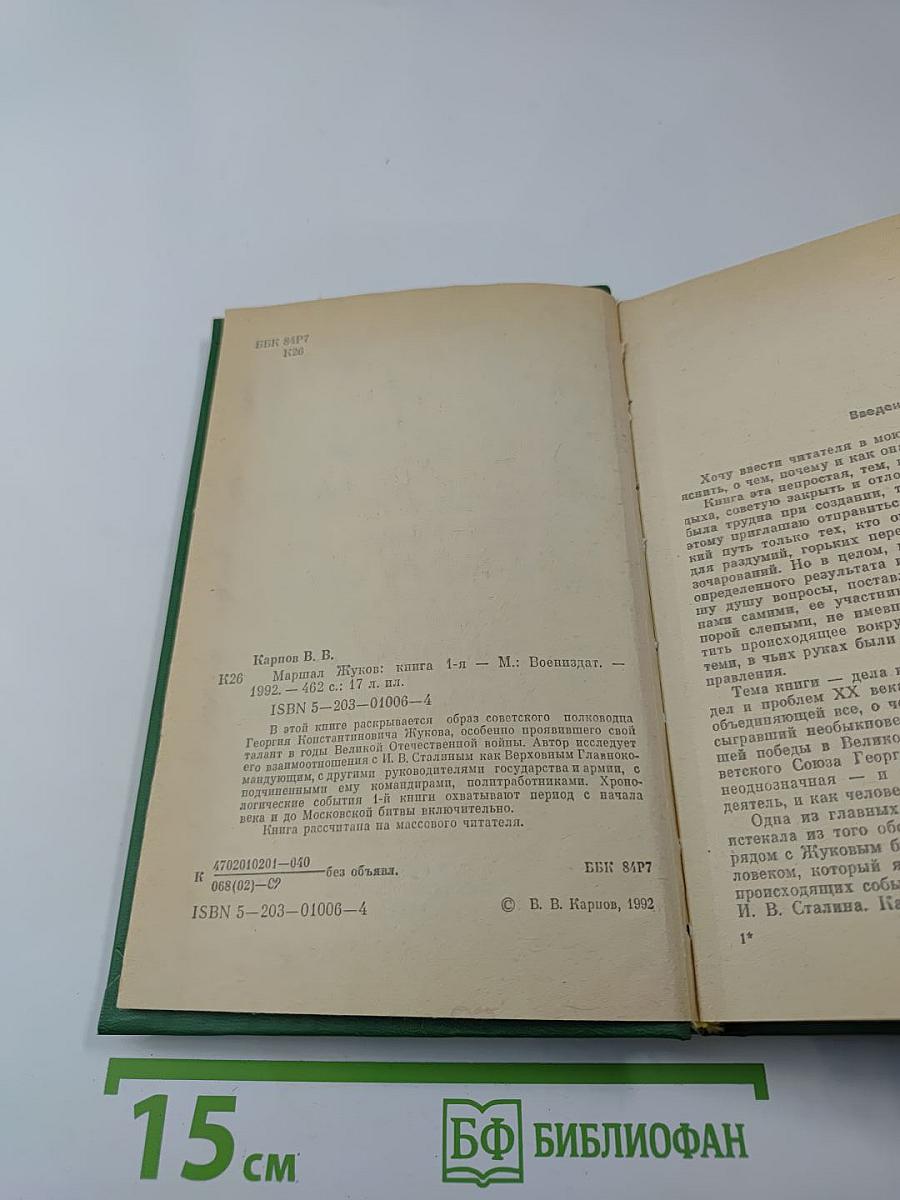 ББК 84Р7
К26
Карпов В. В.
К26 Маршал Жуков: книга 1-я — М.: Воениздат. —
1992. — 462 с.: 17 л. ил.
ISBN 5—203—01006—4
В этой книге раскрывается образ советского полководца
Георгия Константиновича Жукова, особенно проявившего свой
талант в годы Великой Отечественной войны. Автор исследует
его взаимоотношения с И. В. Сталиным как Верховным Главноко-
мандующим, с другими руководителями государства и армии, с
подчиненными ему командирами, политработниками. Хроно-
логические события 1-й книги охватывают период с начала
века и до Московской битвы включительно.
Книга рассчитана на массового читателя.
К 4702010201—040
068(02)—92 без объявл.
ББК 84Р7
ISBN 5—203—01006—4
© В. В. Карпов, 1992
Введен
Хочу ввести читателя в мою
яснить, о чем, почему и как она
Книга эта непростая, тем,
дыха, советую закрыть и отло
была трудна при создании, т
этому приглашаю отправитьс
кий путь только тех, кто
для раздумий, горьких пере
зочарований. Но в целом,
определенного результата
шу душу вопросы, постав
нами самими, ее участни
порой слепыми, не имевш
тить происходящее вокру
теми, в чьих руках были
правления.
Тема книги — дела и
дел и проблем XX века
объединяющей все, о че
сыгравший необыкнове
шей победы в Велико
ветского Союза Георг
неоднозначная — и
деятель, и как челове
Одна из главных
истекала из того обс
рядом с Жуковым б
ловеком, который я
происходящих собы
И. В. Сталина. Ка
1*
15 см
БФ БИБЛИОФАН